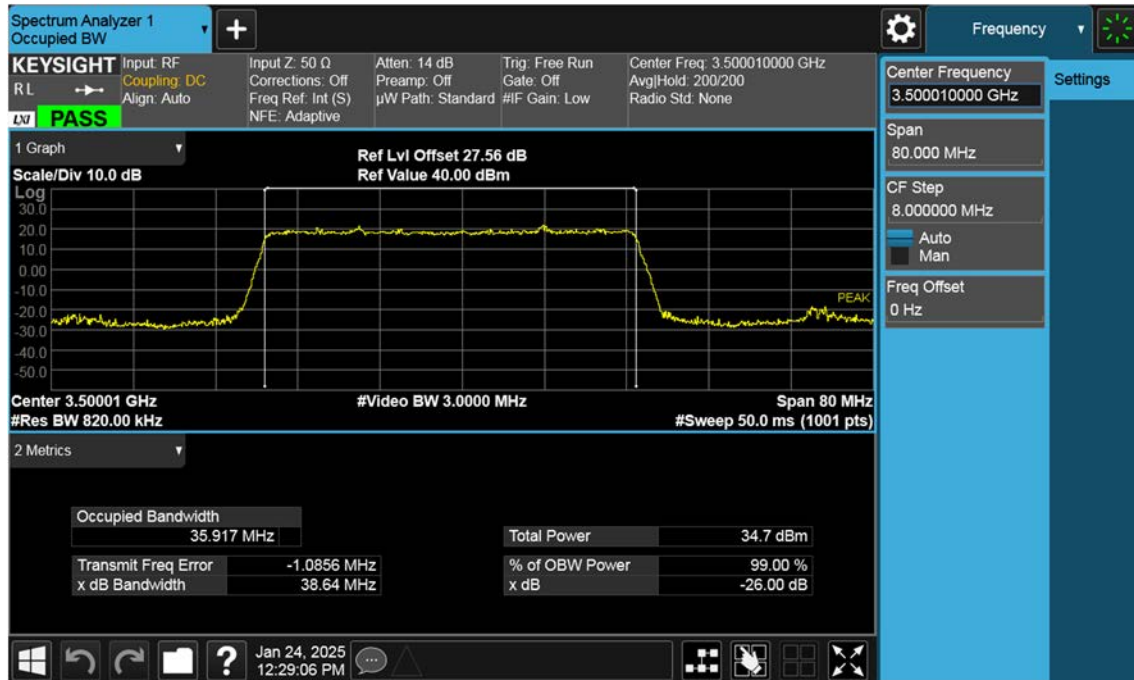 Spectrum Analyzer 1
Occupied BW
+
Frequency
KEYSIGHT
RL
LXI
PASS
Input: RF
Coupling: DC
Align: Auto
Input Z: 50 Ω
Corrections: Off
Freq Ref: Int (S)
NFE: Adaptive
Atten: 14 dB
Preamp: Off
µW Path: Standard
Trig: Free Run
Gate: Off
#IF Gain: Low
Center Freq: 3.500010000 GHz
Avg|Hold: 200/200
Radio Std: None
1 Graph
Scale/Div 10.0 dB
Ref Lvl Offset 27.56 dB
Ref Value 40.00 dBm
Log
30.0
20.0
10.0
0.00
-10.0
-20.0
-30.0
-40.0
-50.0
PEAK
Center 3.50001 GHz
#Video BW 3.0000 MHz
Span 80 MHz
#Res BW 820.00 kHz
#Sweep 50.0 ms (1001 pts)
2 Metrics
Occupied Bandwidth
35.917 MHz
Total Power 34.7 dBm
Transmit Freq Error -1.0856 MHz
% of OBW Power 99.00 %
x dB Bandwidth 38.64 MHz
x dB -26.00 dB
?
Jan 24, 2025
12:29:06 PM
Center Frequency
3.500010000 GHz
Settings
Span
80.000 MHz
CF Step
8.000000 MHz
Auto
Man
Freq Offset
0 Hz